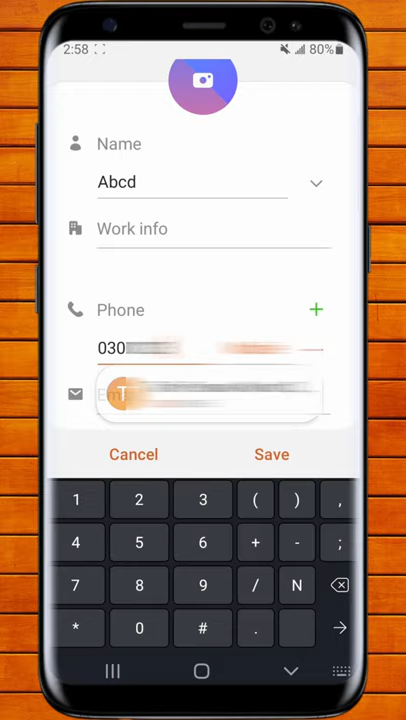 2:58 80%
Name
Abcd
Work info
Phone
030
T
Cancel Save
1 2 3 ( ) ,
4 5 6 + - ;
7 8 9 / N
* 0 # .